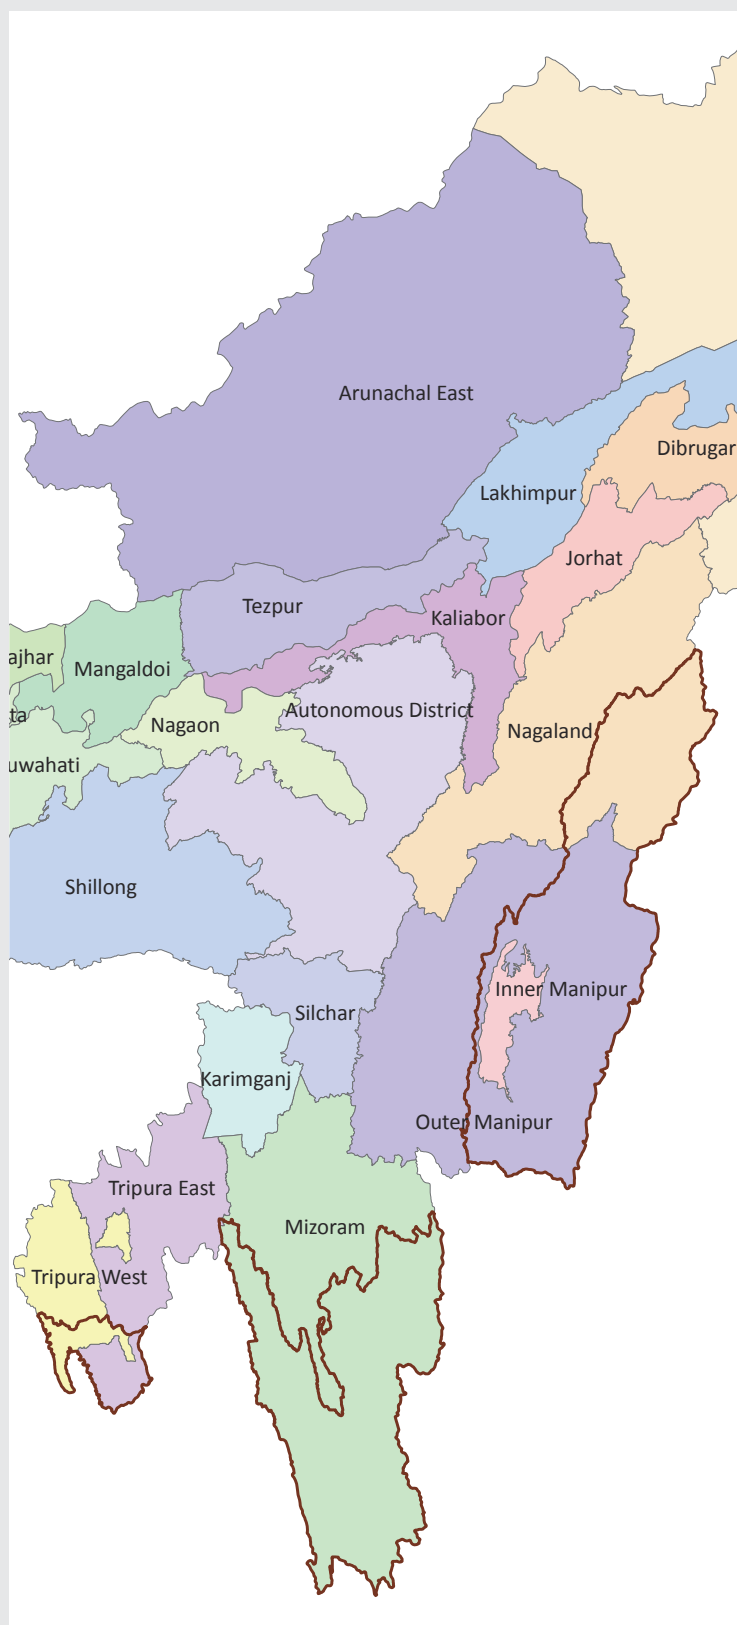 Arunachal East
Dibrugar
Lakhimpur
Jorhat
Tezpur
Kaliabor
ajhar
Mangaldoi
ta
Nagaon
Autonomous District
Nagaland
uwahati
Shillong
Inner Manipur
Silchar
Karimganj
Outer Manipur
Tripura East
Mizoram
Tripura West